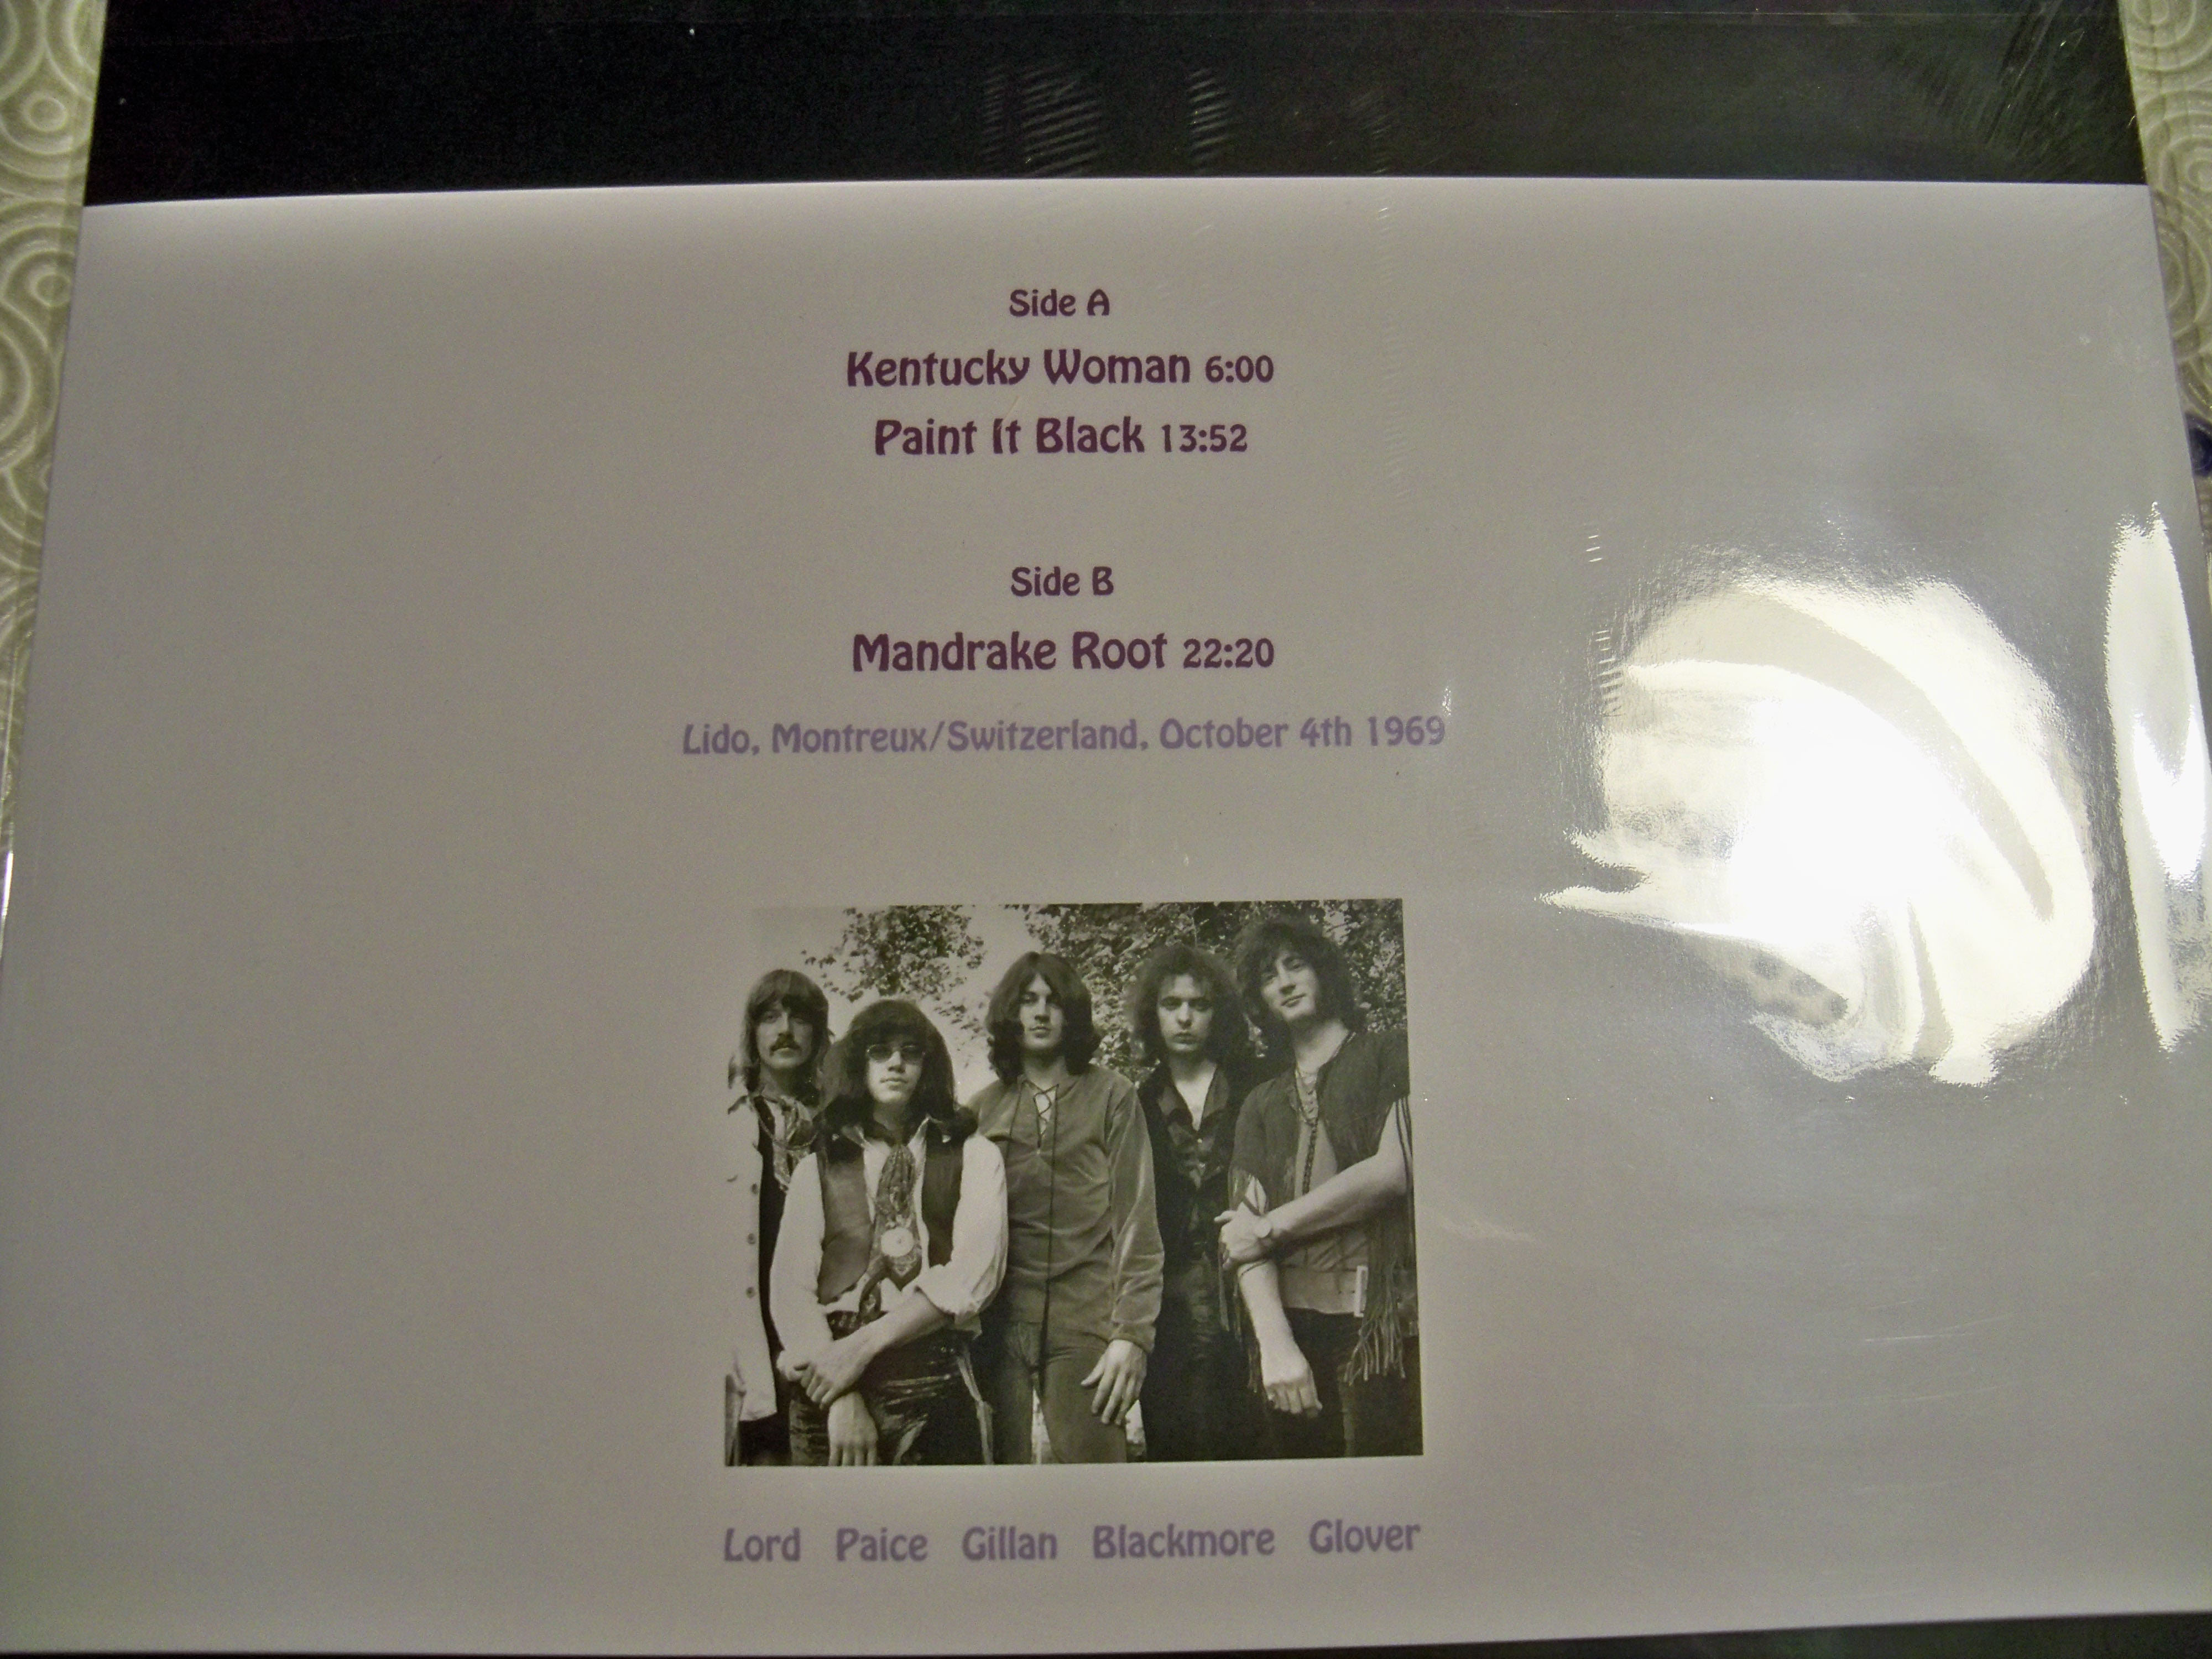 Side A
Kentucky Woman 6:00
Paint It Black 13:52
Side B
Mandrake Root 22:20
Lido, Montreux/Switzerland, October 4th 1969
Lord Paice Gillan Blackmore Glover